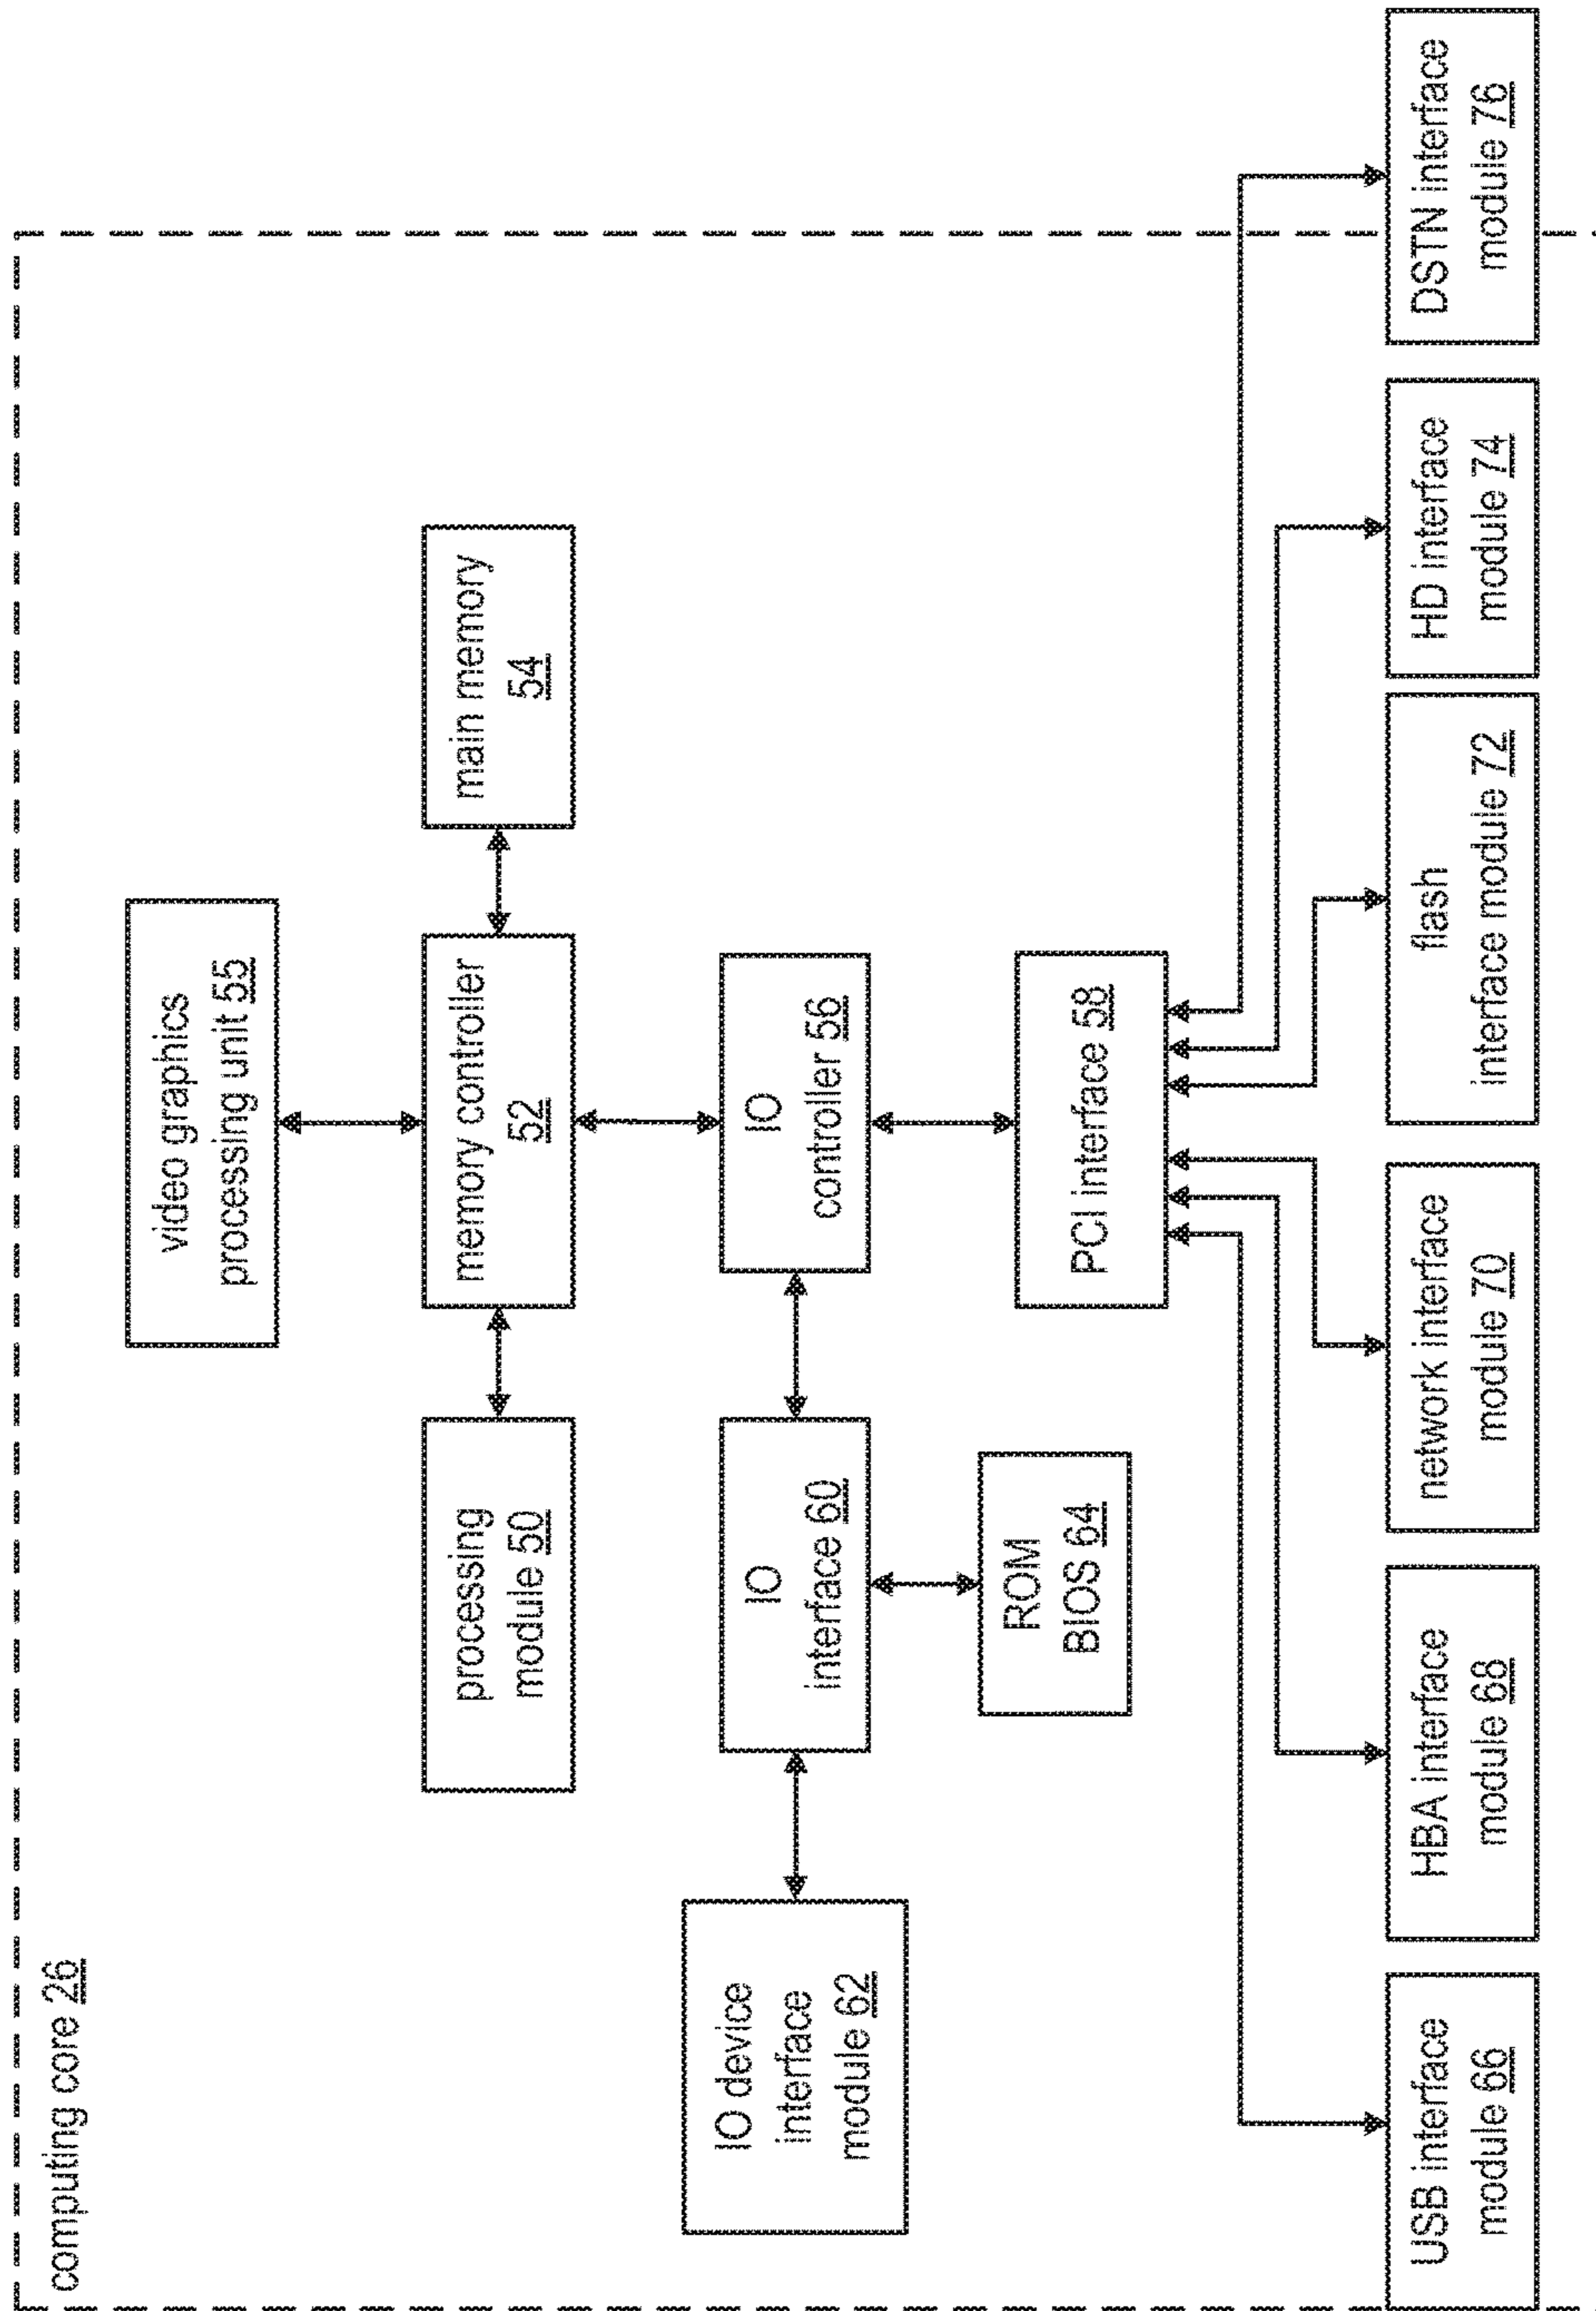 computing core 26
video graphics
processing unit 55
processing
module 50
memory controller
52
main memory
54
IO device
interface
module 62
IO
interface 60
IO
controller 56
ROM
BIOS 64
PCI interface 58
USB interface
module 66
HBA interface
module 68
network interface
module 70
flash
interface module 72
HD interface
module 74
DSTN interface
module 76